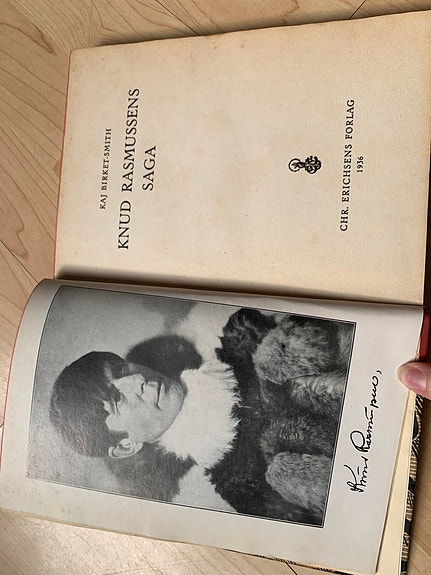 KAJ BIRKET-SMITH
KNUD RASMUSSENS
SAGA
CHR. ERICHSENS FORLAG
1936
Knud Rasmussen,